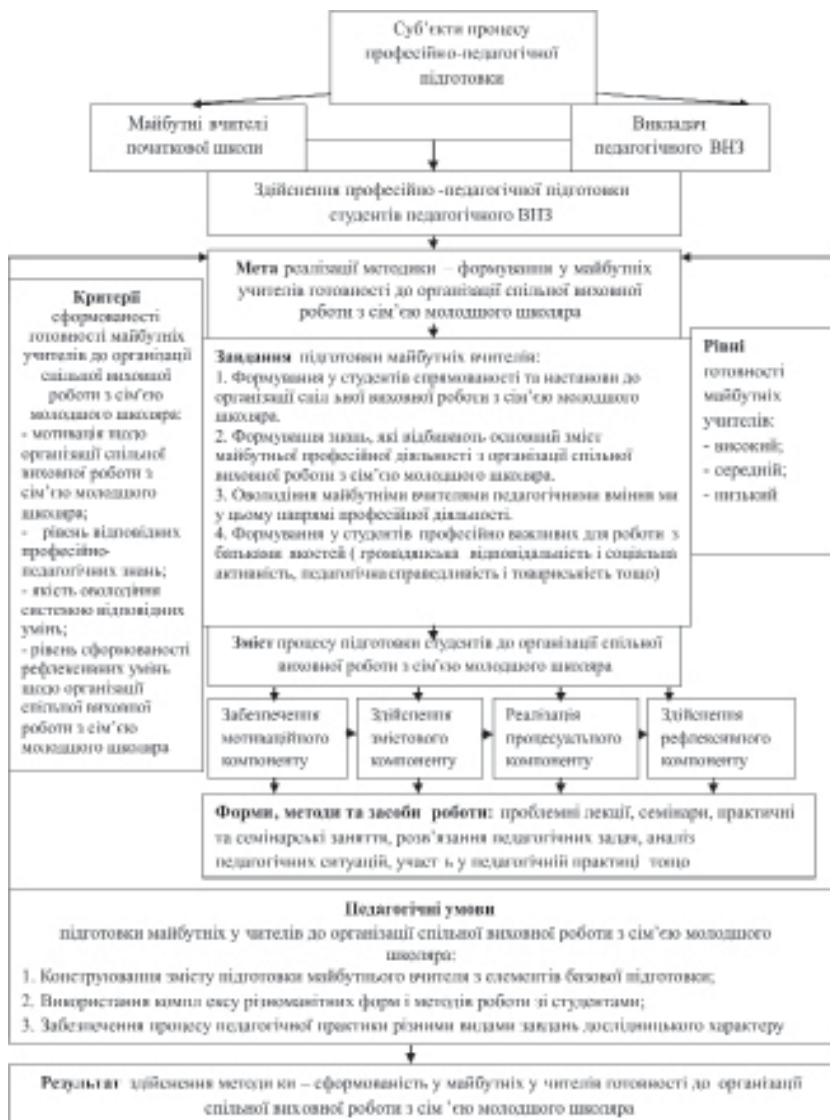 Суб’єкти процесу
професійно-педагогічної
підготовки
Майбутні вчителі
початкової школи
Викладач
педагогічного ВНЗ
Здійснення професійно -педагогічної підготовки
студентів педагогічного ВНЗ
Мета реалізації методики – формування у майбутніх
учителів готовності до організації спільної виховної
роботи з сім’єю молодшого школяра
Критерії
сформованості
готовності майбутніх
учителів до організації
спільної виховної
роботи з сім’єю
молодшого школяра:
- мотивація щодо
організації спільної
виховної роботи з
сім’єю молодшого
школяра;
- рівень відповідних
професійно-
педагогічних знань;
- якість оволодіння
системою відповідних
умінь;
- рівень сформованості
рефлексивних умінь
щодо організації
спільної виховної
роботи з сім’єю
молодшого школяра
Завдання підготовки майбутніх вчителів:
1. Формування у студентів спрямованості та настанови до
організації спіл ьної виховної роботи з сім’єю молодшого
школяра.
2. Формування знань, які відбивають основний зміст
майбутньої професійної діяльності з організації спільної
виховної роботи з сім’єю молодшого школяра.
3. Оволодіння майбутніми вчителями педагогічними вміння ми
у цьому напрямі професійної діяльності.
4. Формування у студентів професійно важливих для роботи з
батьками якостей ( громадянська відповідальність і соціальна
активність, педагогічна справедливість і товариськість тощо)
Рівні
готовності
майбутніх
учителів:
- високий;
- середній;
- низький
Зміст процесу підготовки студентів до організації спільної
виховної роботи з сім’єю молодшого школяра
Забезпечення
мотиваційного
компоненту
Здійснення
змістового
компоненту
Реалізація
процесуального
компоненту
Здійснення
рефлексивного
компоненту
Форми, методи та засоби роботи: проблемні лекції, семінари, практичні
та семінарські заняття, розв’язання педагогічних задач, аналіз
педагогічних ситуацій, участ ь у педагогічній практиці тощо
Педагогічні умови
підготовки майбутніх у чителів до організації спільної виховної роботи з сім’єю молодшого
школяра:
1. Конструювання змісту підготовки майбутнього вчителя з елементів базової підготовки;
2. Використання компл ексу різноманітних форм і методів роботи зі студентами;
3. Забезпечення процесу педагогічної практики різними видами завдань дослідницького характеру
Результат здійснення методи ки – сформованість у майбутніх у чителів готовності до організації
спільної виховної роботи з сім ’єю молодшого школяра